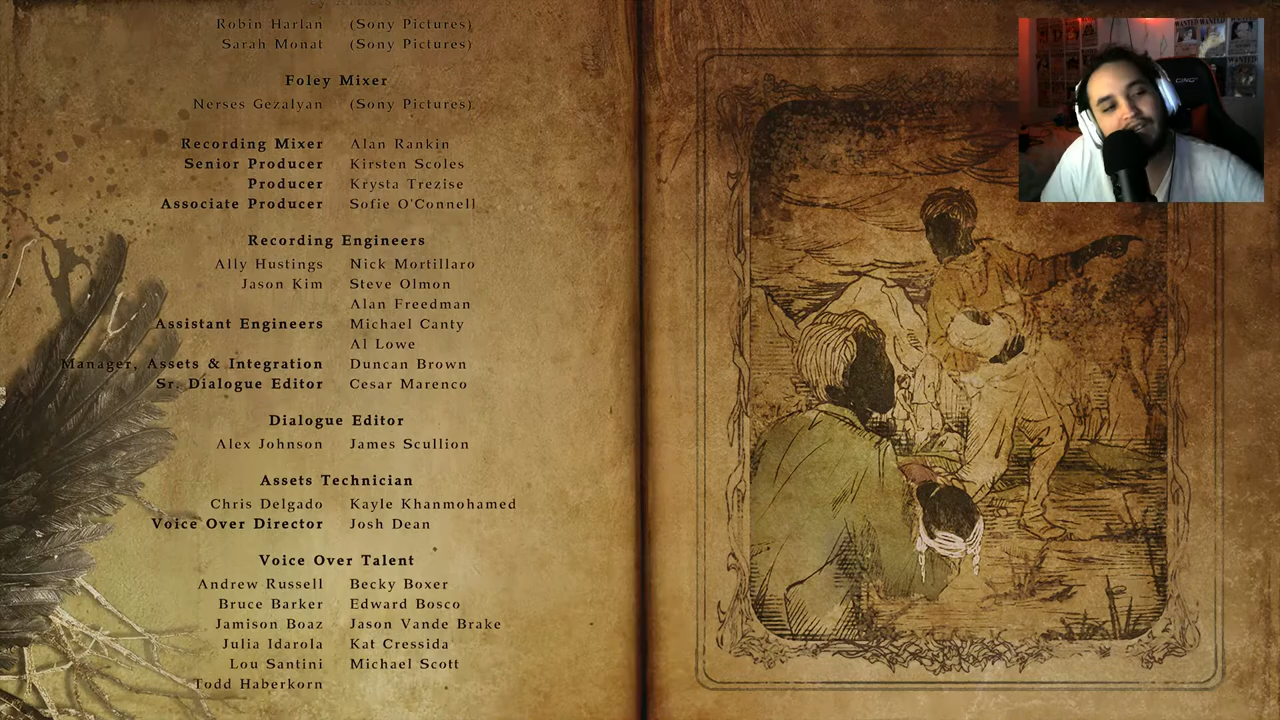 Robin Harlan (Sony Pictures)
Sarah Monat (Sony Pictures)
Foley Mixer
Nerses Gezalyan (Sony Pictures)
Recording Mixer Alan Rankin
Senior Producer Kirsten Scoles
Producer Krysta Trezise
Associate Producer Sofie O'Connell
Recording Engineers
Ally Hustings Nick Mortillaro
Jason Kim Steve Olmon
Alan Freedman
Assistant Engineers Michael Canty
Al Lowe
Manager, Assets & Integration Duncan Brown
Sr. Dialogue Editor Cesar Marenco
Dialogue Editor
Alex Johnson James Scullion
Assets Technician
Chris Delgado Kayle Khanmohamed
Voice Over Director Josh Dean
Voice Over Talent
Andrew Russell Becky Boxer
Bruce Barker Edward Bosco
Jamison Boaz Jason Vande Brake
Julia Idarola Kat Cressida
Lou Santini Michael Scott
Todd Haberkorn
WANTED WANTED